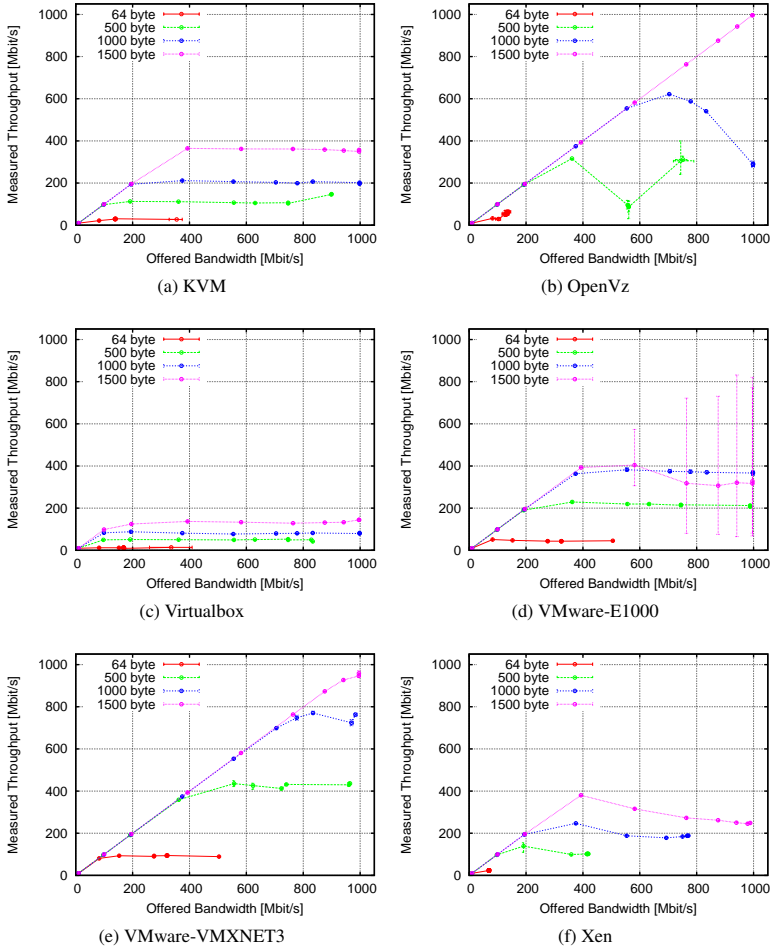 1000
800
600
400
200
0
0 200 400 600 800 1000
Measured Throughput [Mbit/s]
Offered Bandwidth [Mbit/s]
64 byte
500 byte
1000 byte
1500 byte
(a) KVM
1000
800
600
400
200
0
0 200 400 600 800 1000
Measured Throughput [Mbit/s]
Offered Bandwidth [Mbit/s]
64 byte
500 byte
1000 byte
1500 byte
(b) OpenVz
1000
800
600
400
200
0
0 200 400 600 800 1000
Measured Throughput [Mbit/s]
Offered Bandwidth [Mbit/s]
64 byte
500 byte
1000 byte
1500 byte
(c) Virtualbox
1000
800
600
400
200
0
0 200 400 600 800 1000
Measured Throughput [Mbit/s]
Offered Bandwidth [Mbit/s]
64 byte
500 byte
1000 byte
1500 byte
(d) VMware-E1000
1000
800
600
400
200
0
0 200 400 600 800 1000
Measured Throughput [Mbit/s]
Offered Bandwidth [Mbit/s]
64 byte
500 byte
1000 byte
1500 byte
(e) VMware-VMXNET3
1000
800
600
400
200
0
0 200 400 600 800 1000
Measured Throughput [Mbit/s]
Offered Bandwidth [Mbit/s]
64 byte
500 byte
1000 byte
1500 byte
(f) Xen